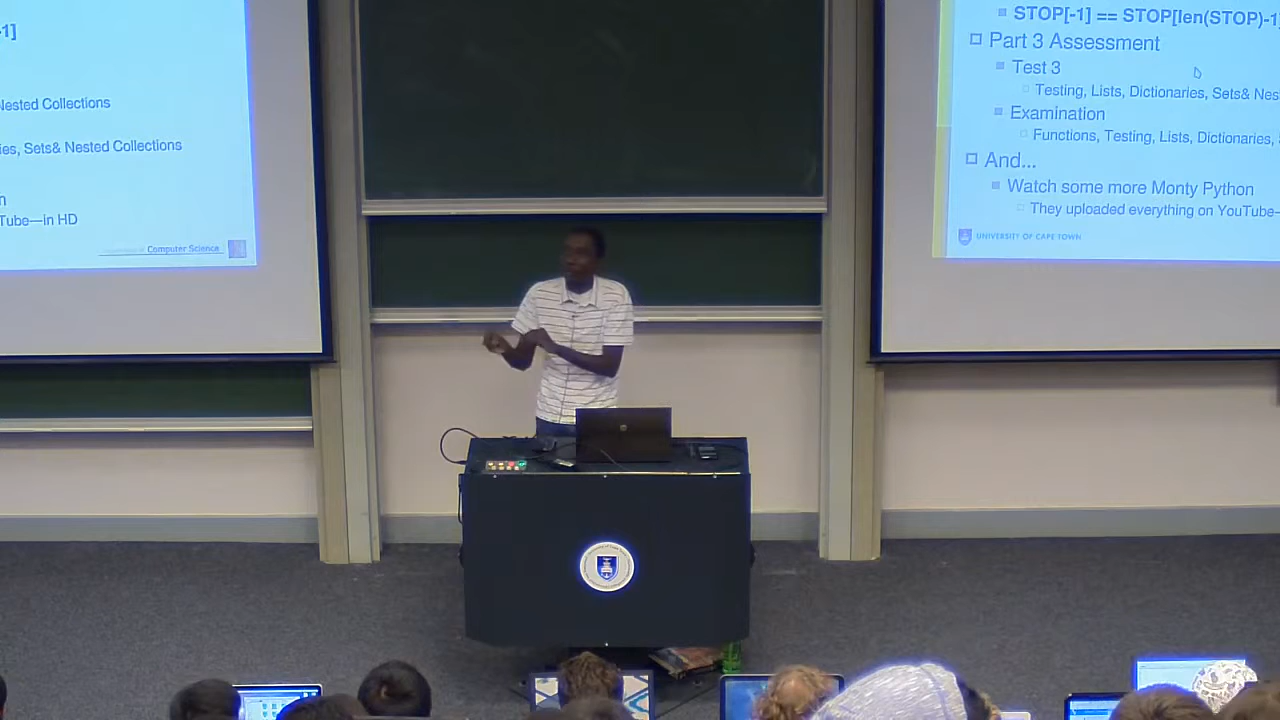 -1]
Nested Collections
ies, Sets& Nested Collections
n
Tube—in HD
Computer Science
STOP[-1] == STOP[len(STOP)-1]
Part 3 Assessment
Test 3
Testing, Lists, Dictionaries, Sets& Nes
Examination
Functions, Testing, Lists, Dictionaries,
And...
Watch some more Monty Python
They uploaded everything on YouTube—
UNIVERSITY OF CAPE TOWN